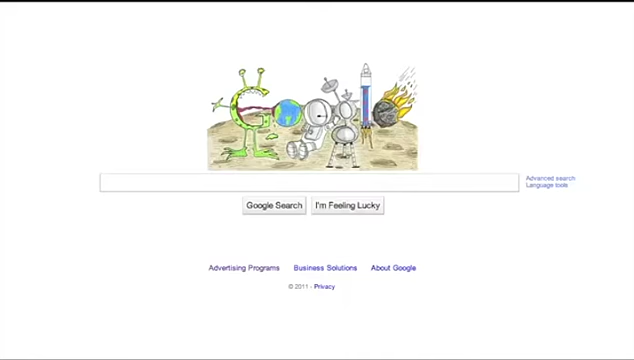 Advanced search
Language tools
Google Search
I'm Feeling Lucky
Advertising Programs
Business Solutions
About Google
© 2011 - Privacy